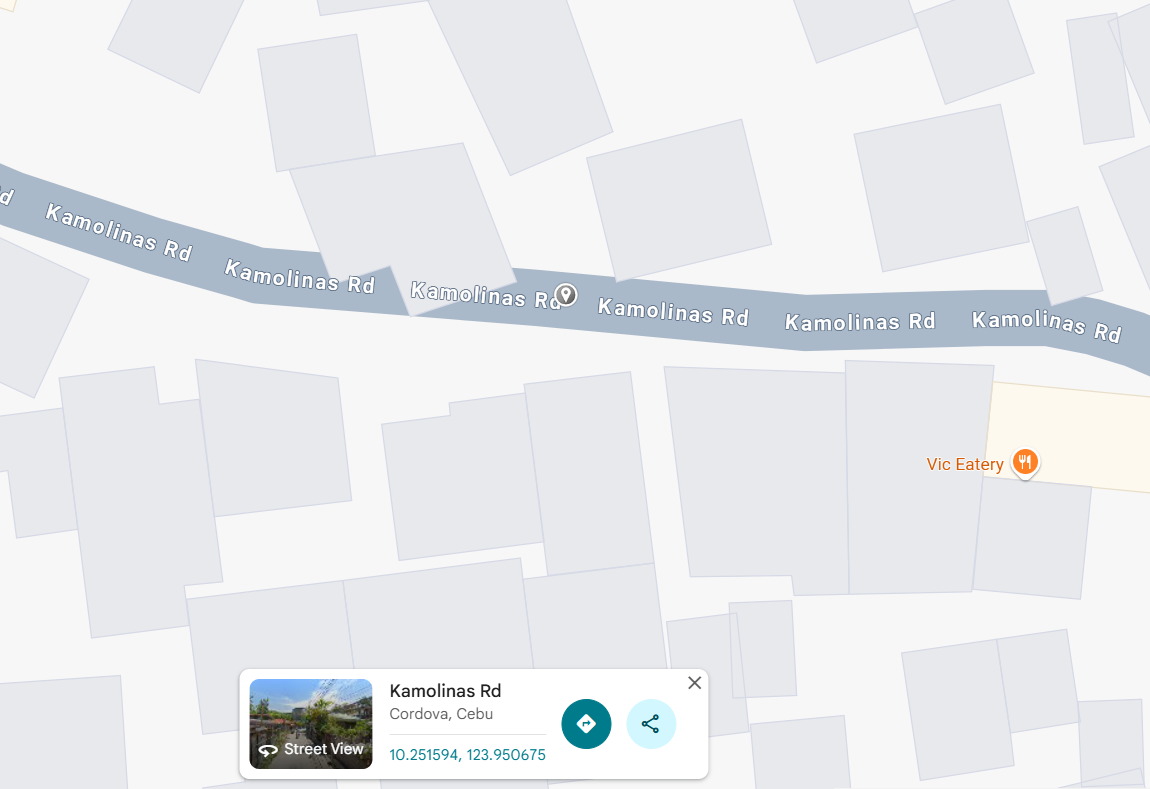 d
Kamolinas Rd
Kamolinas Rd
Kamolinas Rd
Kamolinas Rd
Kamolinas Rd
Kamolinas Rd
Vic Eatery
Kamolinas Rd
Cordova, Cebu
Street View
10.251594, 123.950675